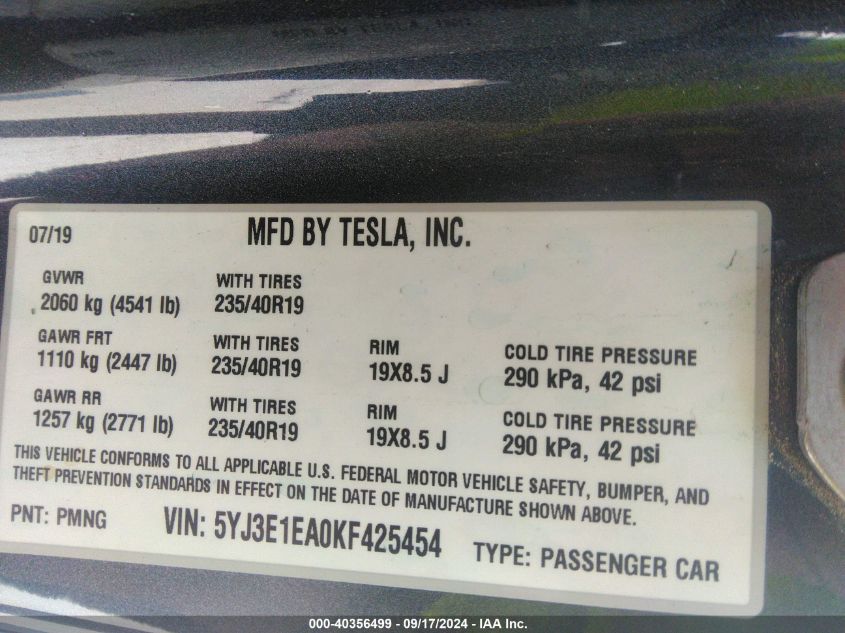 07/19 MFD BY TESLA, INC.
GVWR WITH TIRES
2060 kg (4541 lb) 235/40R19
GAWR FRT WITH TIRES RIM COLD TIRE PRESSURE
1110 kg (2447 lb) 235/40R19 19X8.5 J 290 kPa, 42 psi
GAWR RR WITH TIRES RIM COLD TIRE PRESSURE
1257 kg (2771 lb) 235/40R19 19X8.5 J 290 kPa, 42 psi
THIS VEHICLE CONFORMS TO ALL APPLICABLE U.S. FEDERAL MOTOR VEHICLE SAFETY, BUMPER, AND
THEFT PREVENTION STANDARDS IN EFFECT ON THE DATE OF MANUFACTURE SHOWN ABOVE.
PNT: PMNG VIN: 5YJ3E1EA0KF425454 TYPE: PASSENGER CAR
000-40356499 - 09/17/2024 - IAA Inc.